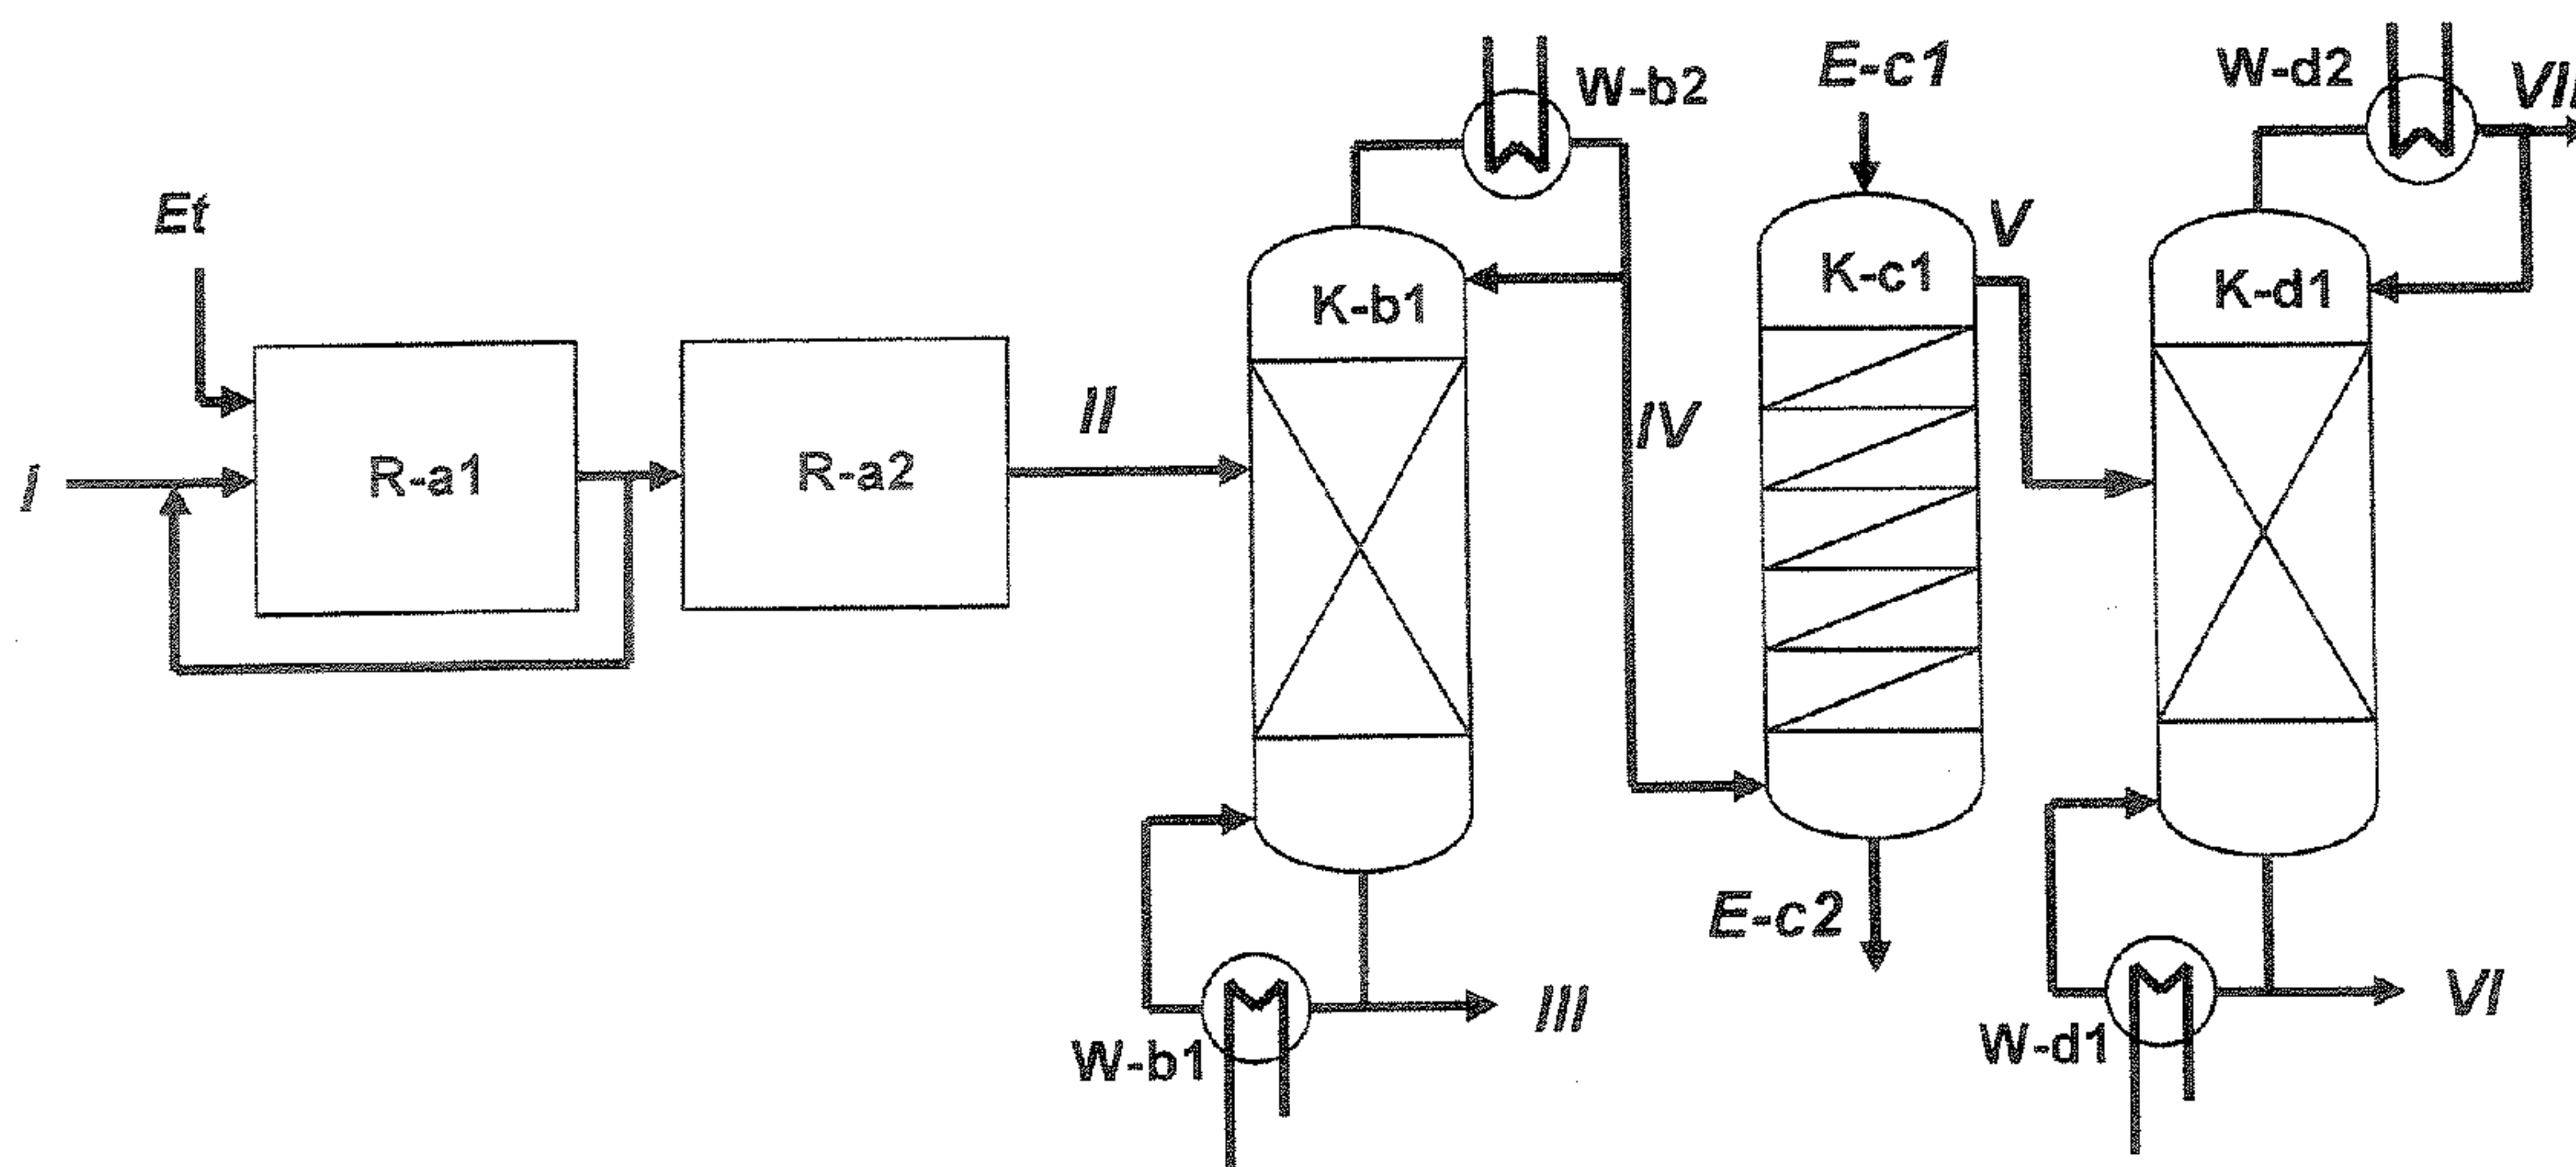 Et
I
R-a1
R-a2
II
K-b1
W-b1
III
W-b2
IV
E-c1
K-c1
E-c2
V
K-d1
W-d1
VI
W-d2